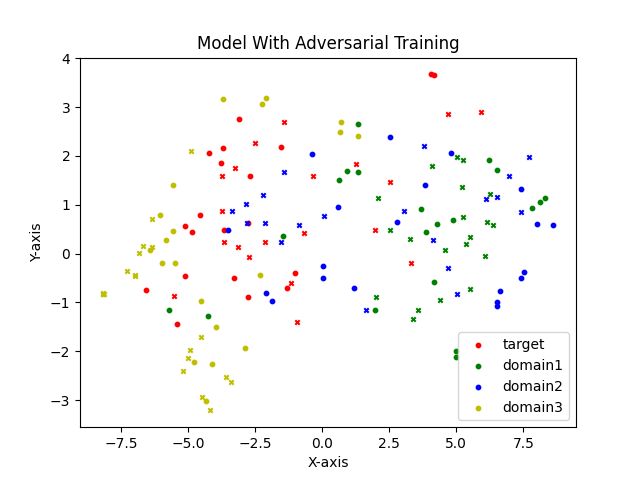 Model With Adversarial Training
Y-axis
4
3
2
1
0
−1
−2
−3
−7.5 −5.0 −2.5 0.0 2.5 5.0 7.5
X-axis
target
domain1
domain2
domain3